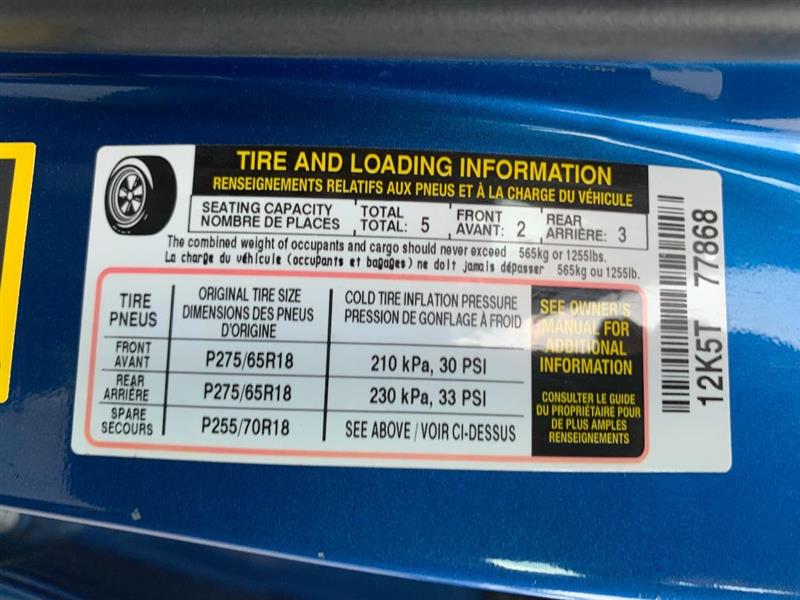 TIRE AND LOADING INFORMATION
RENSEIGNEMENTS RELATIFS AUX PNEUS ET À LA CHARGE DU VÉHICULE
SEATING CAPACITY TOTAL FRONT REAR
NOMBRE DE PLACES TOTAL: 5 AVANT: 2 ARRIÈRE: 3
The combined weight of occupants and cargo should never exceed 565kg or 1255lbs.
La charge du véhicule (occupants et bagages) ne doit jamais dépasser 565kg ou 1255lb.
TIRE
PNEUS
ORIGINAL TIRE SIZE
DIMENSIONS DES PNEUS
D'ORIGINE
COLD TIRE INFLATION PRESSURE
PRESSION DE GONFLAGE À FROID
FRONT
AVANT
P275/65R18
210 kPa, 30 PSI
REAR
ARRIÈRE
P275/65R18
230 kPa, 33 PSI
SPARE
SECOURS
P255/70R18
SEE ABOVE / VOIR CI-DESSUS
SEE OWNER'S
MANUAL FOR
ADDITIONAL
INFORMATION
CONSULTER LE GUIDE
DU PROPIÉTAIRE POUR
DE PLUS AMPLES
RENSEIGNEMENTS
12K5T 77868